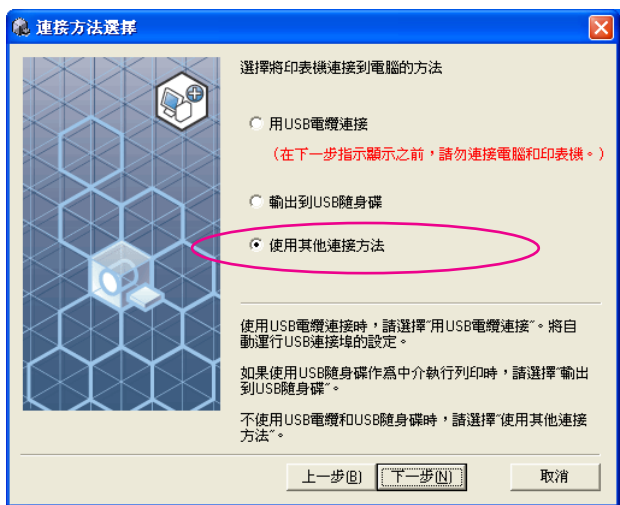 連接方法選擇
選擇將印表機連接到電腦的方法
用USB電纜連接
(在下一步指示顯示之前,請勿連接電腦和印表機。)
輸出到USB隨身碟
使用其他連接方法
使用USB電纜連接時,請選擇"用USB電纜連接"。將自
動運行USB連接埠的設定。
如果使用USB隨身碟作爲中介執行列印時,請選擇"輸出
到USB隨身碟"。
不使用USB電纜和USB隨身碟時,請選擇"使用其他連接
方法"。
上一步(B) 下一步(N) 取消